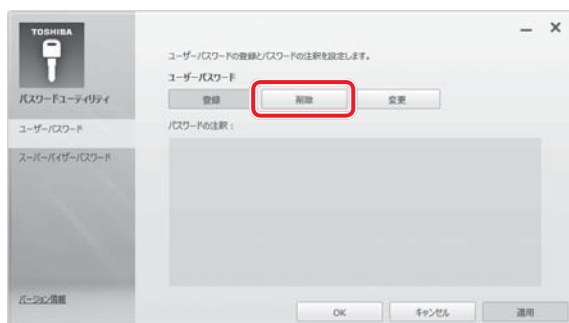 TOSHIBA
パスワードユーティリティ
ユーザーパスワード
スーパーバイザーパスワード
バージョン情報
ユーザーパスワードの登録とパスワードの注釈を設定します。
ユーザーパスワード
登録 削除 変更
パスワードの注釈：
OK キャンセル 適用